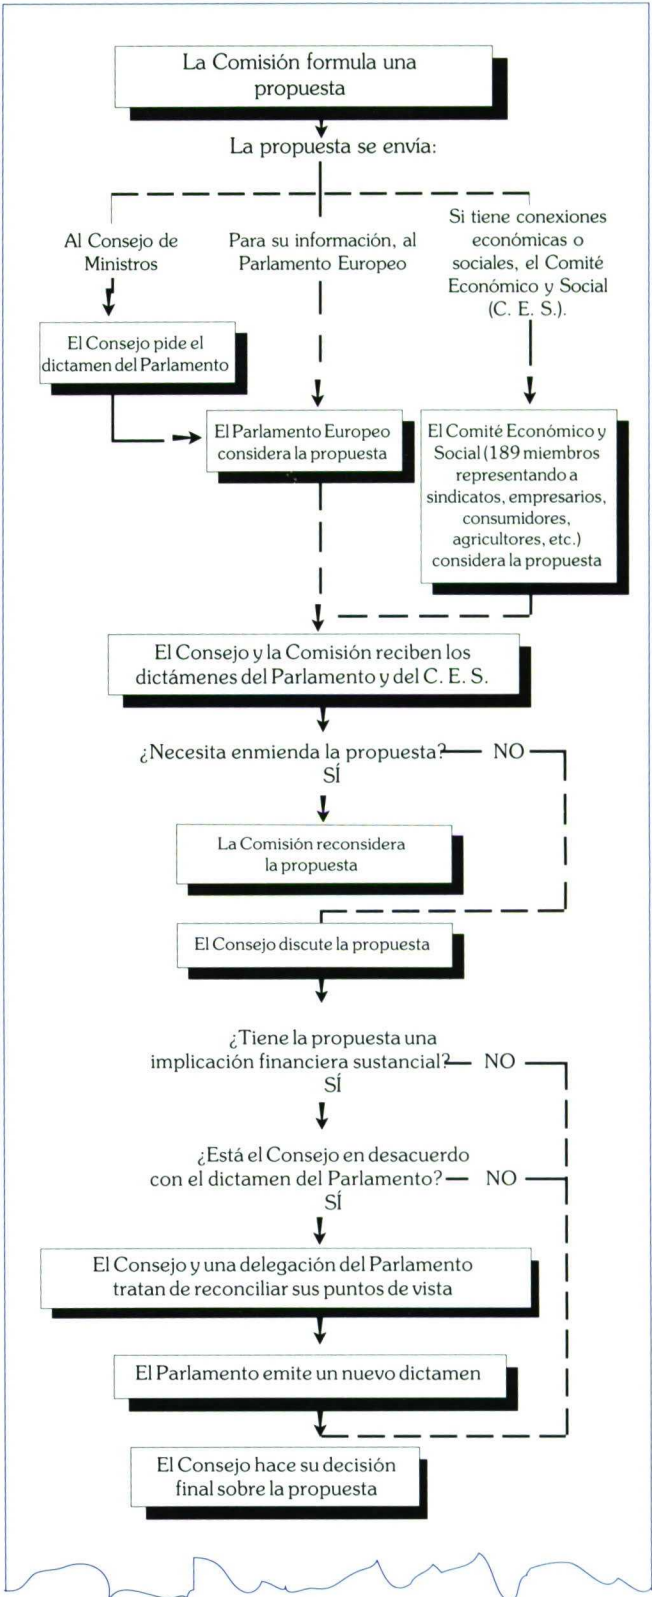 La Comisión formula una
propuesta
La propuesta se envía:
Al Consejo de
Ministros
Para su información, al
Parlamento Europeo
Si tiene conexiones
económicas o
sociales, el Comité
Económico y Social
(C. E. S.).
El Consejo pide el
dictamen del Parlamento
El Parlamento Europeo
considera la propuesta
El Comité Económico y
Social (189 miembros
representando a
sindicatos, empresarios,
consumidores,
agricultores, etc.)
considera la propuesta
El Consejo y la Comisión reciben los
dictámenes del Parlamento y del C. E. S.
¿Necesita enmienda la propuesta? NO
SÍ
La Comisión reconsidera
la propuesta
El Consejo discute la propuesta
¿Tiene la propuesta una
implicación financiera sustancial? NO
SÍ
¿Está el Consejo en desacuerdo
con el dictamen del Parlamento? NO
SÍ
El Consejo y una delegación del Parlamento
tratan de reconciliar sus puntos de vista
El Parlamento emite un nuevo dictamen
El Consejo hace su decisión
final sobre la propuesta